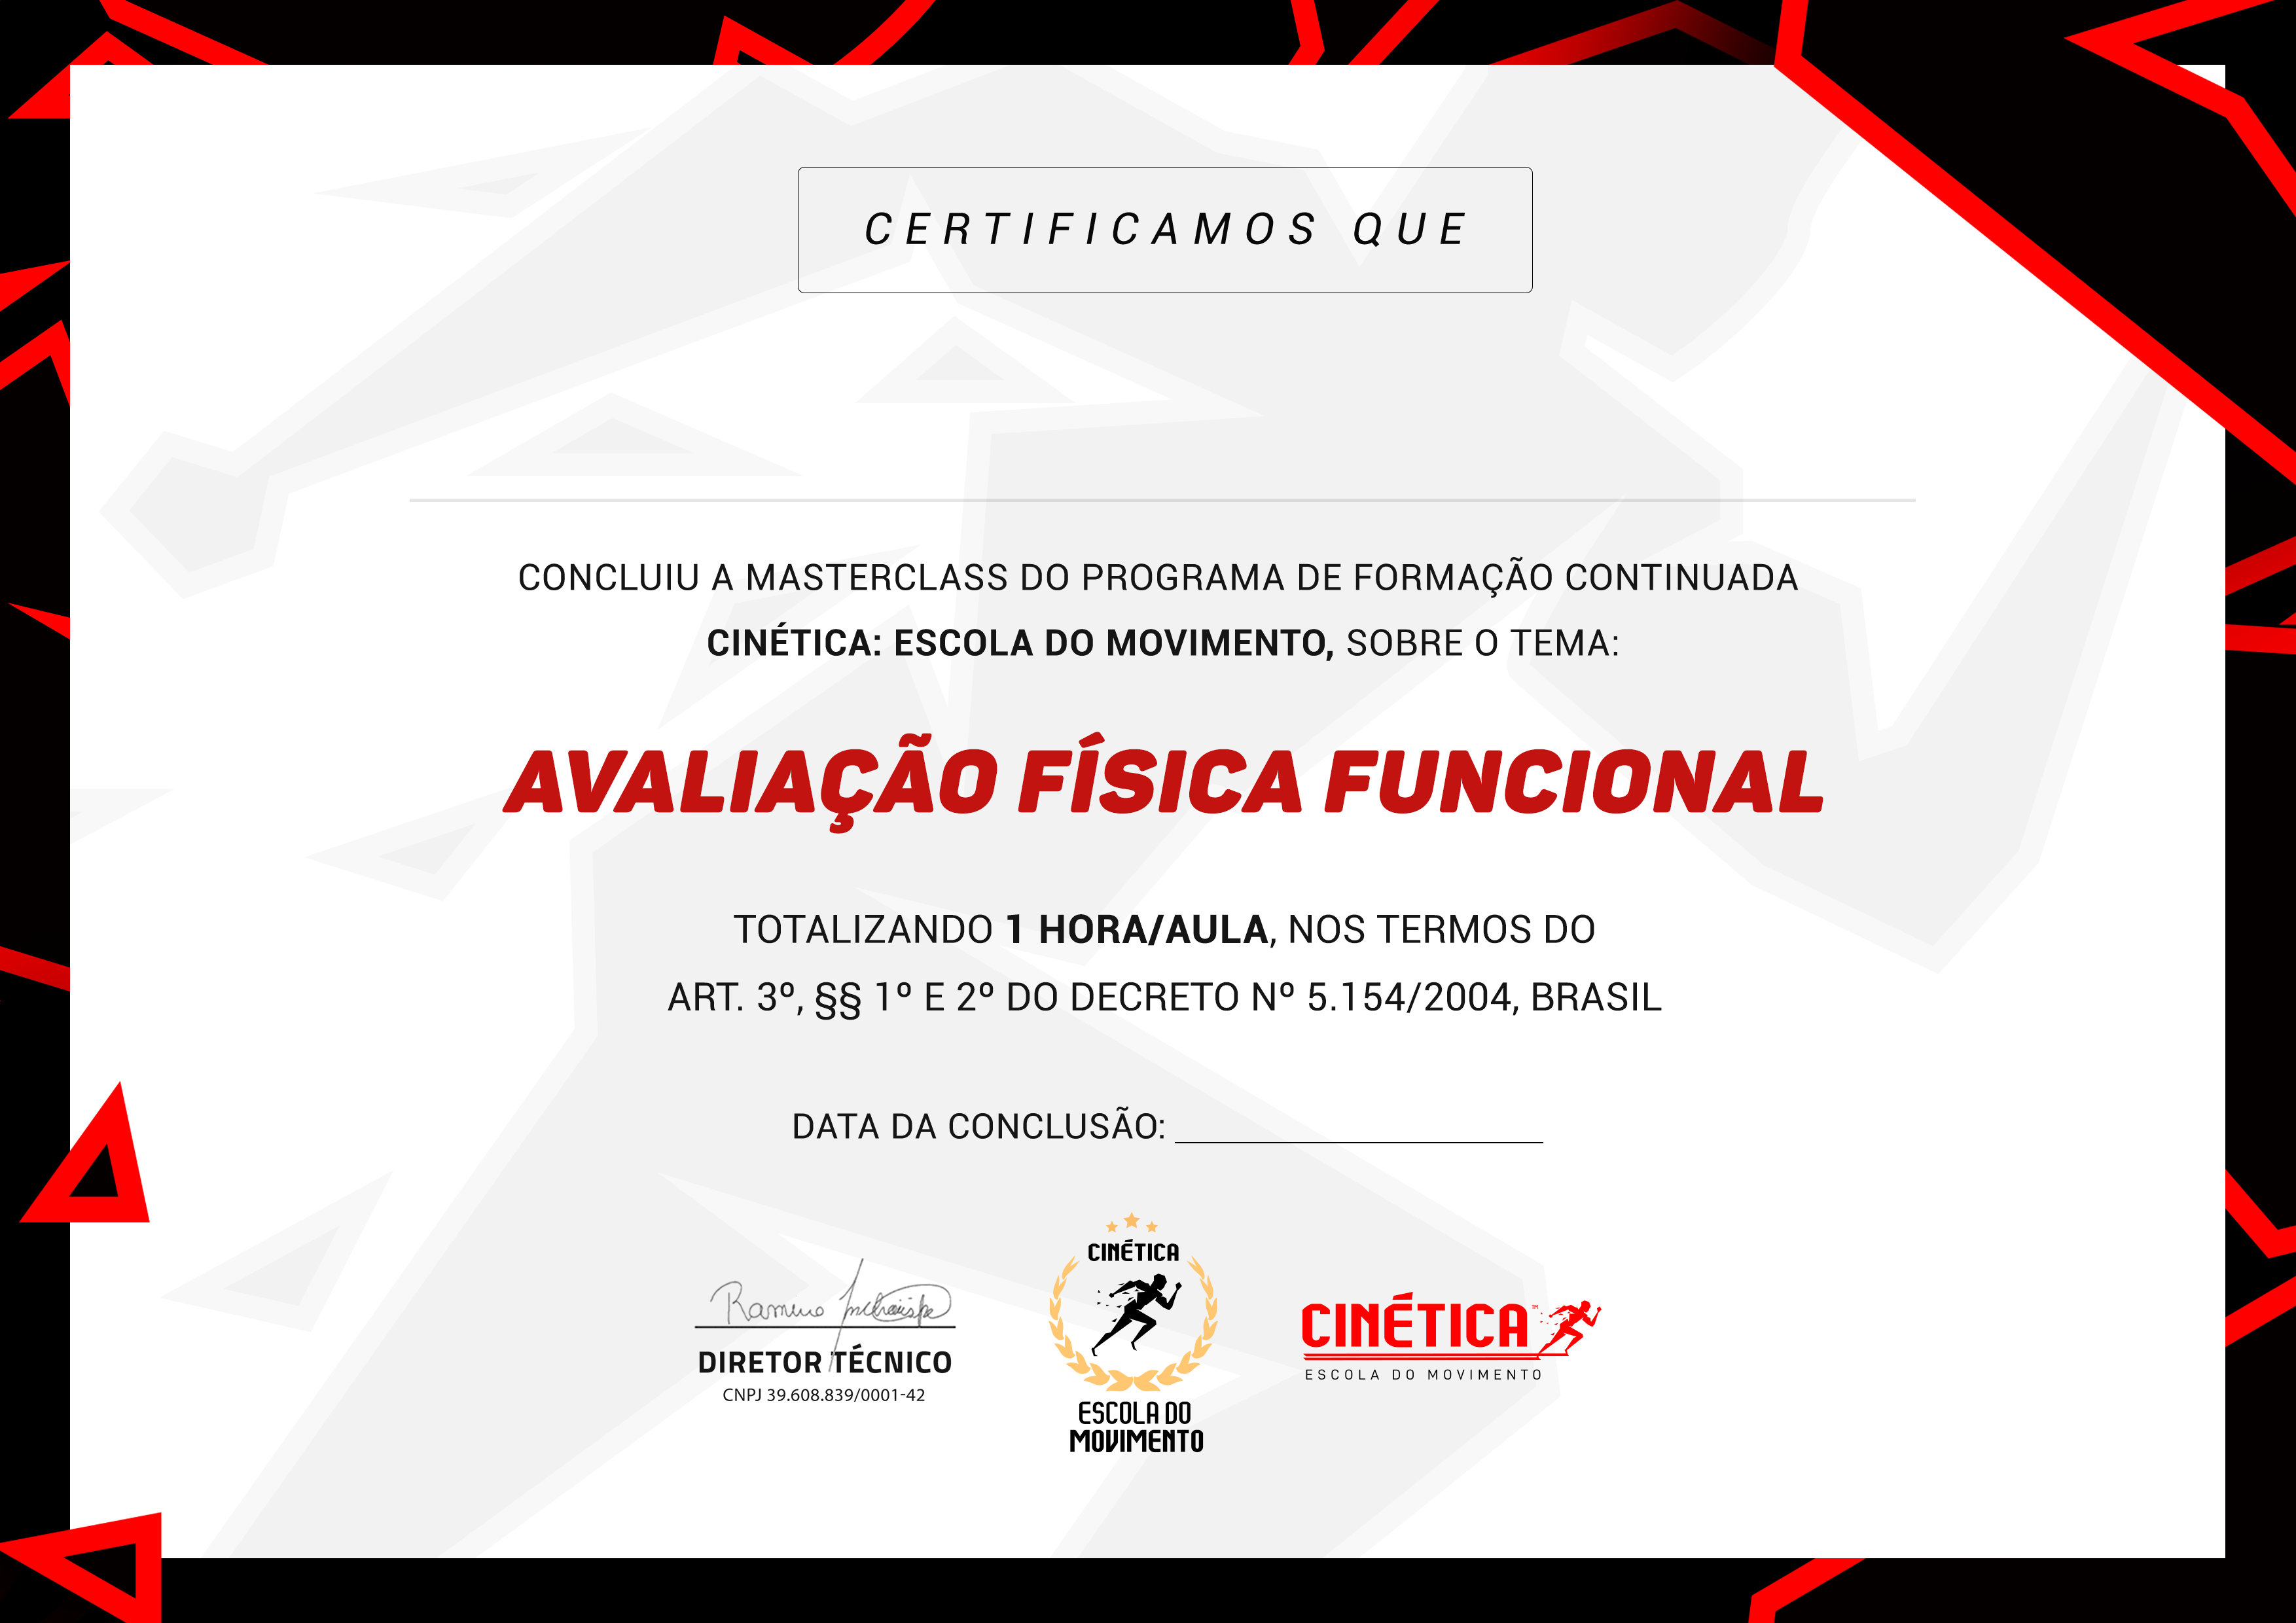 CERTIFICAMOS QUE
CONCLUIU A MASTERCLASS DO PROGRAMA DE FORMAÇÃO CONTINUADA
CINÉTICA: ESCOLA DO MOVIMENTO, SOBRE O TEMA:
AVALIAÇÃO FÍSICA FUNCIONAL
TOTALIZANDO 1 HORA/AULA, NOS TERMOS DO
ART. 3º, §§ 1º E 2º DO DECRETO Nº 5.154/2004, BRASIL
DATA DA CONCLUSÃO:
DIRETOR TÉCNICO
CNPJ 39.608.839/0001-42
CINÉTICA
ESCOLA DO
MOVIMENTO
CINÉTICA™
ESCOLA DO MOVIMENTO